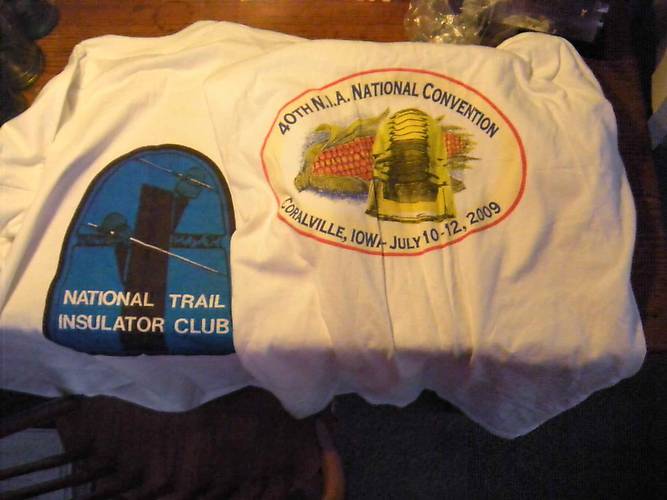 NATIONAL TRAIL
INSULATOR CLUB
40TH N.I.A. NATIONAL CONVENTION
CORALVILLE, IOWA JULY 10-12, 2009